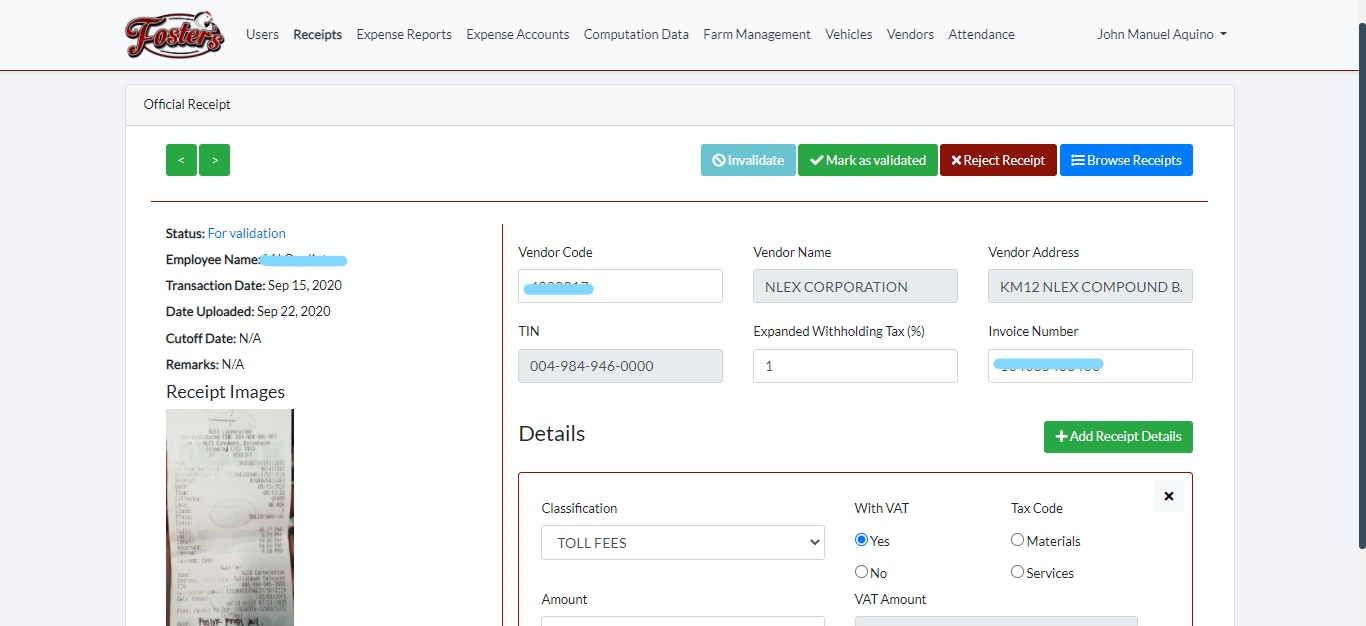 Foster's
Users Receipts Expense Reports Expense Accounts Computation Data Farm Management Vehicles Vendors Attendance John Manuel Aquino
Official Receipt
< > Invalidate Mark as validated Reject Receipt Browse Receipts
Status: For validation
Employee Name:
Transaction Date: Sep 15, 2020
Date Uploaded: Sep 22, 2020
Cutoff Date: N/A
Remarks: N/A
Receipt Images
Vendor Code Vendor Name Vendor Address
NLEX CORPORATION KM12 NLEX COMPOUND B.
TIN Expanded Withholding Tax (%) Invoice Number
004-984-946-0000 1
Details + Add Receipt Details
Classification With VAT Tax Code
TOLL FEES Yes Materials
No Services
Amount VAT Amount